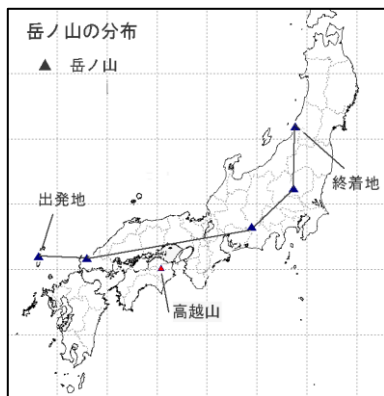 岳ノ山の分布
▲ 岳ノ山
終着地
出発地
高越山